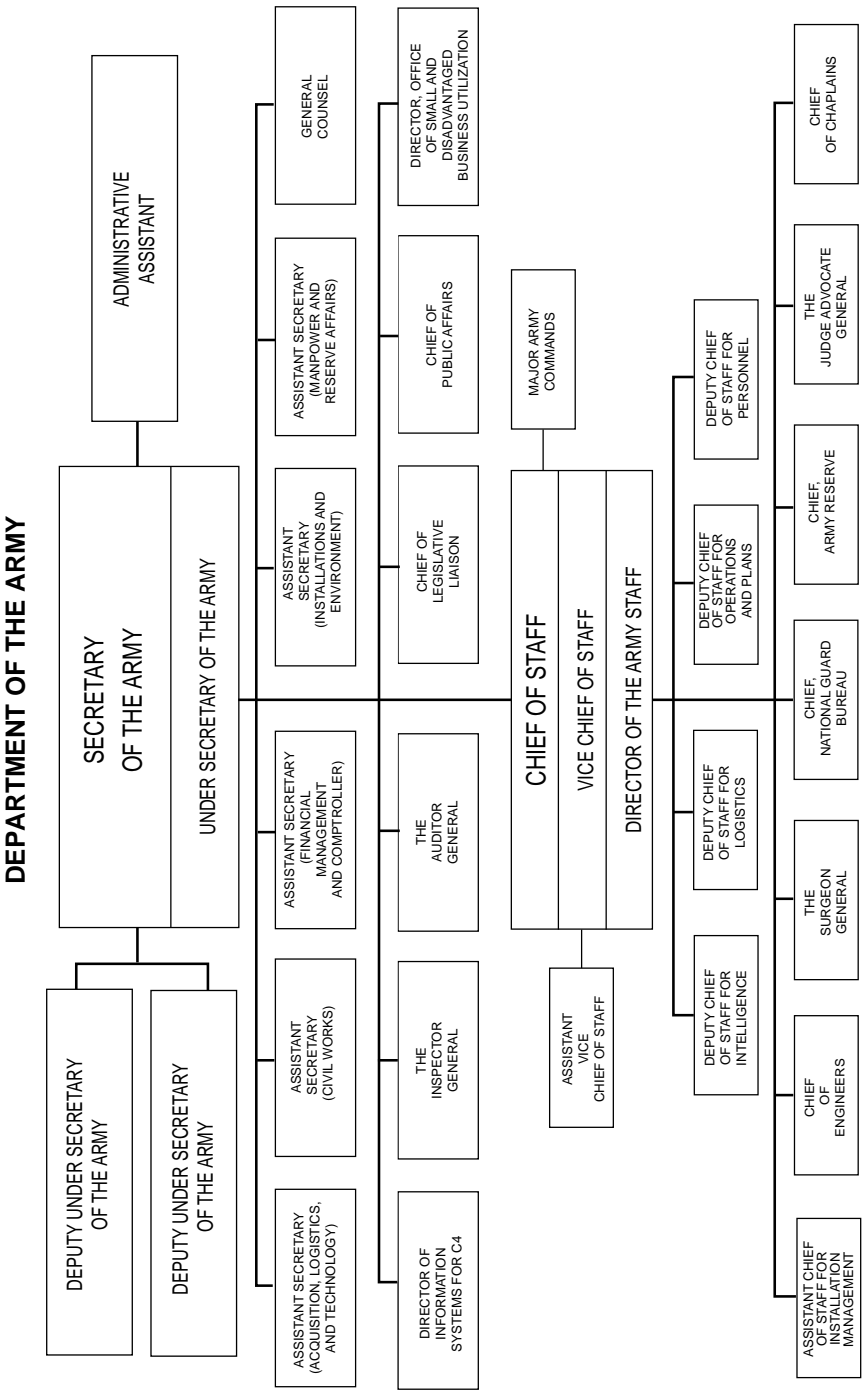 DEPARTMENT OF THE ARMY
DEPUTY UNDER SECRETARY
OF THE ARMY
DEPUTY UNDER SECRETARY
OF THE ARMY
SECRETARY
OF THE ARMY
UNDER SECRETARY OF THE ARMY
ADMINISTRATIVE
ASSISTANT
ASSISTANT SECRETARY
(ACQUISITION, LOGISTICS,
AND TECHNOLOGY)
ASSISTANT
SECRETARY
(CIVIL WORKS)
ASSISTANT SECRETARY
(FINANCIAL
MANAGEMENT
AND COMPTROLLER)
ASSISTANT
SECRETARY
(INSTALLATIONS AND
ENVIRONMENT)
ASSISTANT SECRETARY
(MANPOWER AND
RESERVE AFFAIRS)
GENERAL
COUNSEL
DIRECTOR OF
INFORMATION
SYSTEMS FOR C4
THE
INSPECTOR
GENERAL
THE
AUDITOR
GENERAL
CHIEF OF
LEGISLATIVE
LIAISON
CHIEF OF
PUBLIC AFFAIRS
DIRECTOR, OFFICE
OF SMALL AND
DISADVANTAGED
BUSINESS UTILIZATION
ASSISTANT
VICE
CHIEF OF STAFF
CHIEF OF STAFF
VICE CHIEF OF STAFF
DIRECTOR OF THE ARMY STAFF
MAJOR ARMY
COMMANDS
DEPUTY CHIEF
OF STAFF FOR
INTELLIGENCE
DEPUTY CHIEF
OF STAFF FOR
LOGISTICS
DEPUTY CHIEF
OF STAFF FOR
OPERATIONS
AND PLANS
DEPUTY CHIEF
OF STAFF FOR
PERSONNEL
ASSISTANT CHIEF
OF STAFF FOR
INSTALLATION
MANAGEMENT
CHIEF
OF
ENGINEERS
THE
SURGEON
GENERAL
CHIEF,
NATIONAL GUARD
BUREAU
CHIEF,
ARMY RESERVE
THE
JUDGE ADVOCATE
GENERAL
CHIEF
OF CHAPLAINS